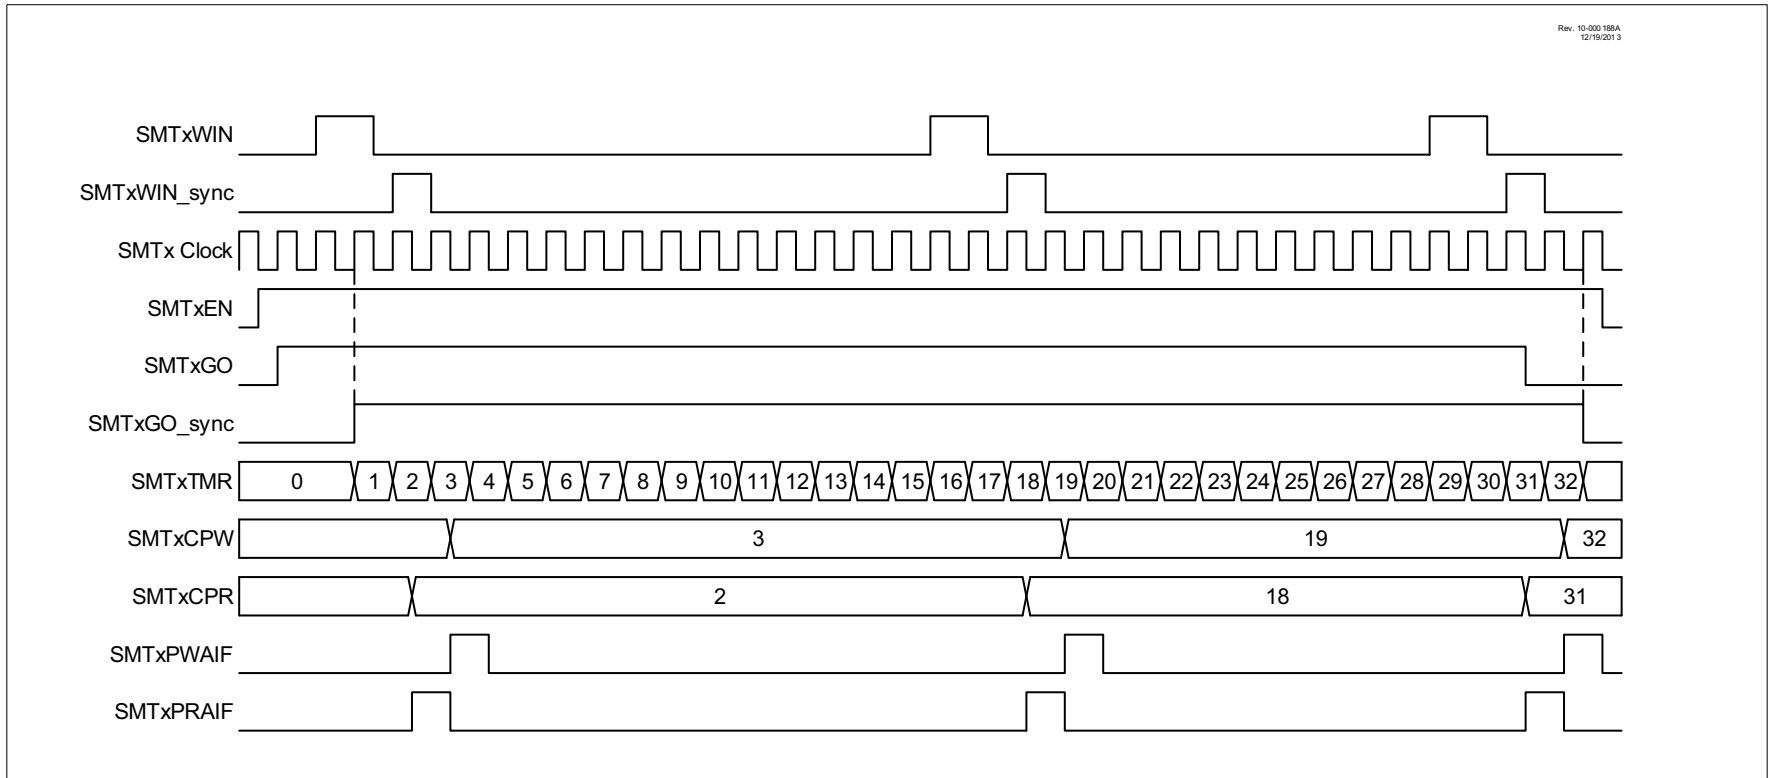 Rev. 10-000 188A
12/19/201 3
SMTxWIN
SMTxWIN_sync
SMTx Clock
SMTxEN
SMTxGO
SMTxGO_sync
SMTxTMR 0 1 2 3 4 5 6 7 8 9 10 11 12 13 14 15 16 17 18 19 20 21 22 23 24 25 26 27 28 29 30 31 32
SMTxCPW 3 19 32
SMTxCPR 2 18 31
SMTxPWAIF
SMTxPRAIF